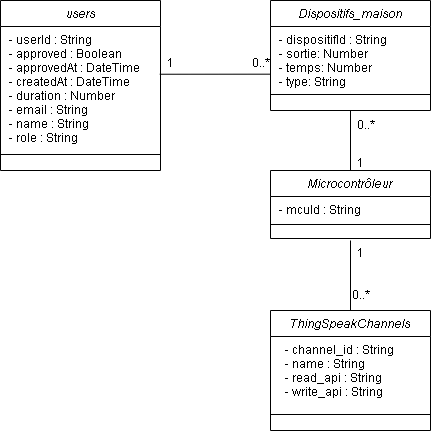 users
- userId : String
- approved : Boolean
- approvedAt : DateTime
- createdAt : DateTime
- duration : Number
- email : String
- name : String
- role : String
1
0..*
Dispositifs_maison
- dispositifId : String
- sortie: Number
- temps: Number
- type: String
0..*
1
Microcontrôleur
- mcuId : String
1
0..*
ThingSpeakChannels
- channel_id : String
- name : String
- read_api : String
- write_api : String